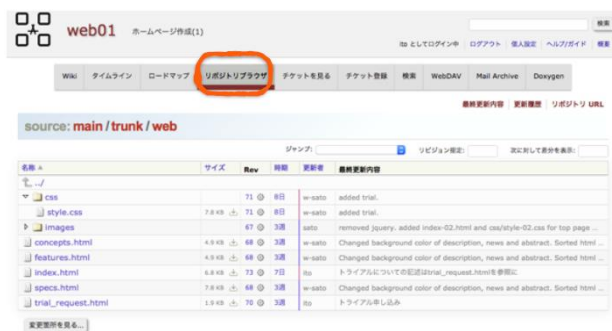 検索
web01 ホームページ作成(1)
ito としてログイン中 ログアウト 個人設定 ヘルプ/ガイド
Wiki タイムライン ロードマップ リポジトリブラウザ チケットを見る チケット登録 検索 WebDAV Mail Archive Doxygen
最終更新内容 更新履歴 リポジトリ URL
source: main / trunk / web
ジャンプ: リビジョン指定: 次に対して差分を表示:
名称 サイズ Rev 時期 更新者 最終更新内容
../
css 71 8日 w-sato added trial.
style.css 7.8 KB 71 8日 w-sato added trial.
images 67 3週 sato removed jquery. added index-02.html and css/style-02.css for top page ...
concepts.html 4.9 KB 68 3週 w-sato Changed background color of description, news and abstract. Sorted html ...
features.html 4.9 KB 68 3週 w-sato Changed background color of description, news and abstract. Sorted html ...
index.html 6.8 KB 73 7日 ito トライアルについての記述はtrial_request.htmlを参照に
specs.html 7.8 KB 68 3週 w-sato Changed background color of description, news and abstract. Sorted html ...
trial_request.html 1.9 KB 70 3週 ito トライアル申し込み
変更箇所を見る...